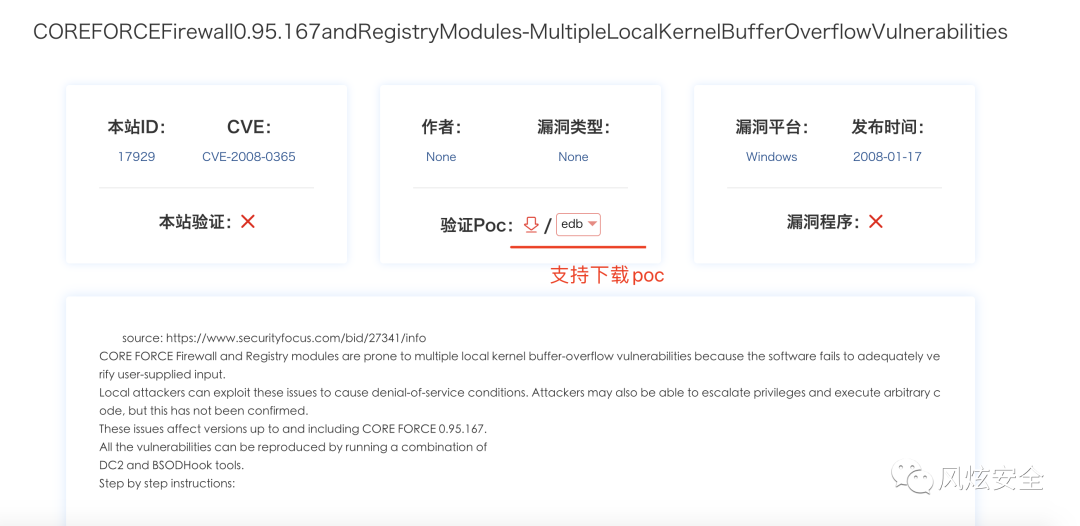 COREFORCEFirewall0.95.167andRegistryModules-MultipleLocalKernelBufferOverflowVulnerabilities
本站ID： CVE： 作者： 漏洞类型： 漏洞平台： 发布时间：
17929 CVE-2008-0365 None None Windows 2008-01-17
本站验证： 验证Poc： / edb 漏洞程序：
支持下载poc
source: https://www.securityfocus.com/bid/27341/info
CORE FORCE Firewall and Registry modules are prone to multiple local kernel buffer-overflow vulnerabilities because the software fails to adequately ve
rify user-supplied input.
Local attackers can exploit these issues to cause denial-of-service conditions. Attackers may also be able to escalate privileges and execute arbitrary c
ode, but this has not been confirmed.
These issues affect versions up to and including CORE FORCE 0.95.167.
All the vulnerabilities can be reproduced by running a combination of
DC2 and BSODHook tools.
Step by step instructions:
风炫安全